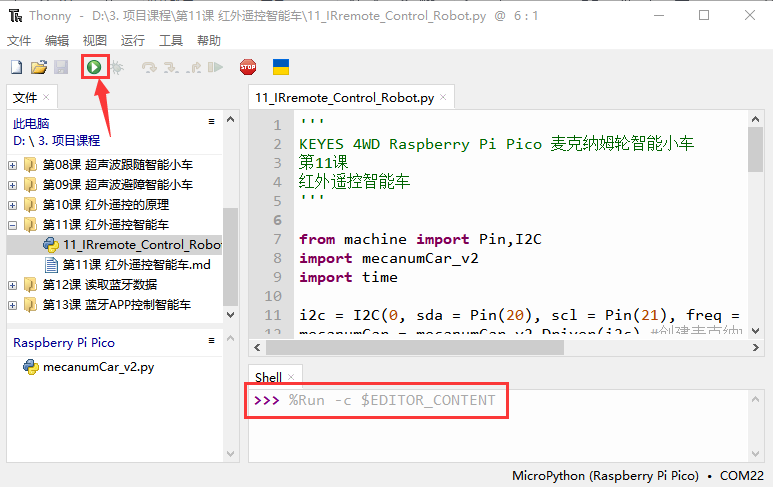 Thonny - D:\3. 项目课程\第11课 红外遥控智能车\11_IRremote_Control_Robot.py @ 6 : 1
文件 编辑 视图 运行 工具 帮助
STOP
文件 ×
此电脑
D: \ 3. 项目课程
第08课 超声波跟随智能小车
第09课 超声波避障智能小车
第10课 红外遥控的原理
第11课 红外遥控智能车
11_IRremote_Control_Robot
第11课 红外遥控智能车.md
第12课 读取蓝牙数据
第13课 蓝牙APP控制智能车
Raspberry Pi Pico
mecanumCar_v2.py
11_IRremote_Control_Robot.py ×
1 '''
2 KEYES 4WD Raspberry Pi Pico 麦克纳姆轮智能小车
3 第11课
4 红外遥控智能车
5 '''
6
7 from machine import Pin,I2C
8 import mecanumCar_v2
9 import time
10
11 i2c = I2C(0, sda = Pin(20), scl = Pin(21), freq =
12 mecanumCar = mecanumCar_v2.Driver(i2c) #创建麦克纳
Shell ×
>>> %Run -c $EDITOR_CONTENT
MicroPython (Raspberry Pi Pico) • COM22